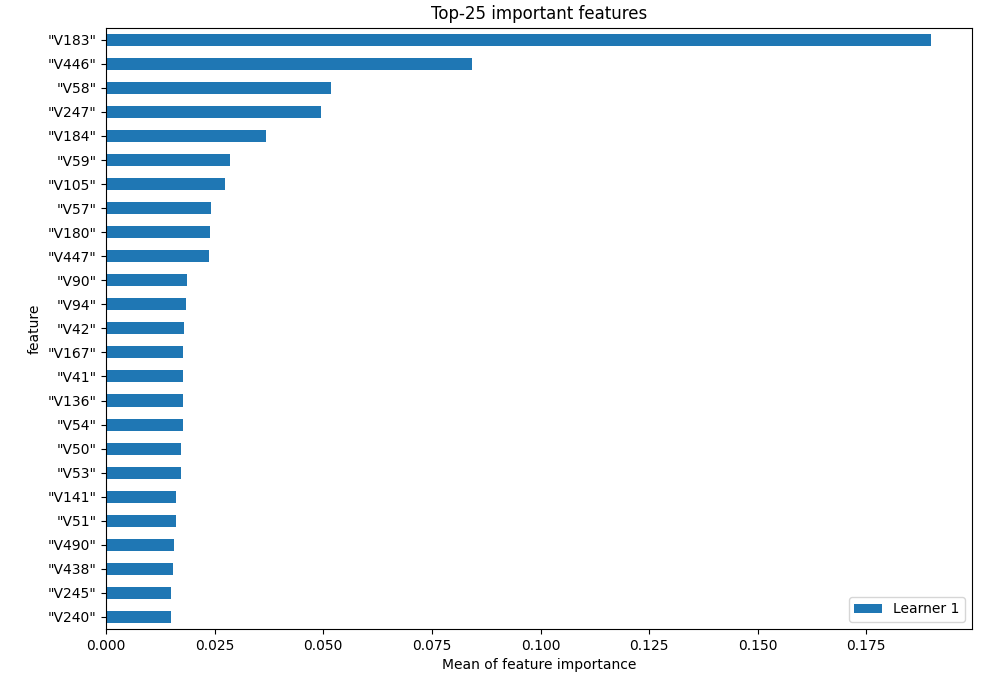 Top-25 important features
"V183"
"V446"
"V58"
"V247"
"V184"
"V59"
"V105"
"V57"
"V180"
"V447"
"V90"
"V94"
"V42"
"V167"
"V41"
"V136"
"V54"
"V50"
"V53"
"V141"
"V51"
"V490"
"V438"
"V245"
"V240"
feature
Learner 1
0.000 0.025 0.050 0.075 0.100 0.125 0.150 0.175
Mean of feature importance